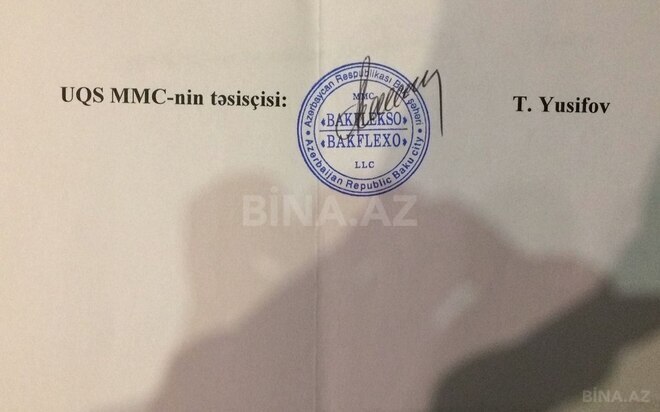 UQS MMC-nin təsisçisi:
Azərbaycan Respublikası Bakı şəhəri
MMC
«BAKFLEKSO»
«BAKFLEXO»
LLC
Azerbaijan Republic Baku city
T. Yusifov
BİNA.AZ
BİNA.AZ